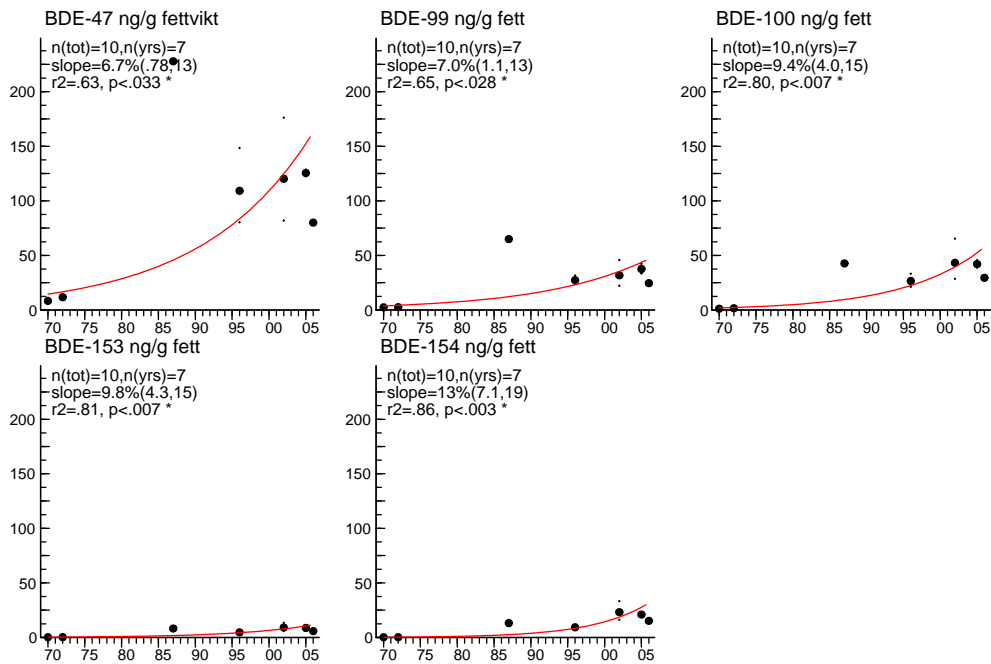 BDE-47 ng/g fettvikt
n(tot)=10,n(yrs)=7
slope=6.7%(.78,13)
r2=.63, p<.033 *
200
150
100
50
0
70 75 80 85 90 95 00 05
BDE-99 ng/g fett
n(tot)=10,n(yrs)=7
slope=7.0%(1.1,13)
r2=.65, p<.028 *
200
150
100
50
0
70 75 80 85 90 95 00 05
BDE-100 ng/g fett
n(tot)=10,n(yrs)=7
slope=9.4%(4.0,15)
r2=.80, p<.007 *
200
150
100
50
0
70 75 80 85 90 95 00 05
BDE-153 ng/g fett
n(tot)=10,n(yrs)=7
slope=9.8%(4.3,15)
r2=.81, p<.007 *
200
150
100
50
0
70 75 80 85 90 95 00 05
BDE-154 ng/g fett
n(tot)=10,n(yrs)=7
slope=13%(7.1,19)
r2=.86, p<.003 *
200
150
100
50
0
70 75 80 85 90 95 00 05